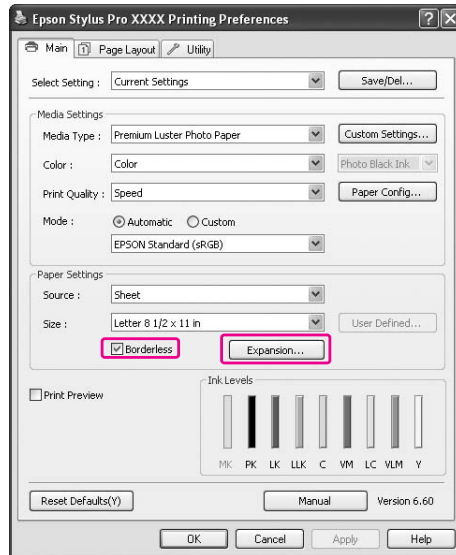 Epson Stylus Pro XXXX Printing Preferences
Main Page Layout Utility
Select Setting : Current Settings Save/Del...
Media Settings
Media Type : Premium Luster Photo Paper Custom Settings...
Color : Color Photo Black Ink
Print Quality : Speed Paper Config...
Mode : Automatic Custom
EPSON Standard (sRGB)
Paper Settings
Source : Sheet
Size : Letter 8 1/2 x 11 in User Defined...
Borderless Expansion...
Print Preview
Ink Levels
MK PK LK LLK C VM LC VLM Y
Reset Defaults(Y) Manual Version 6.60
OK Cancel Apply Help